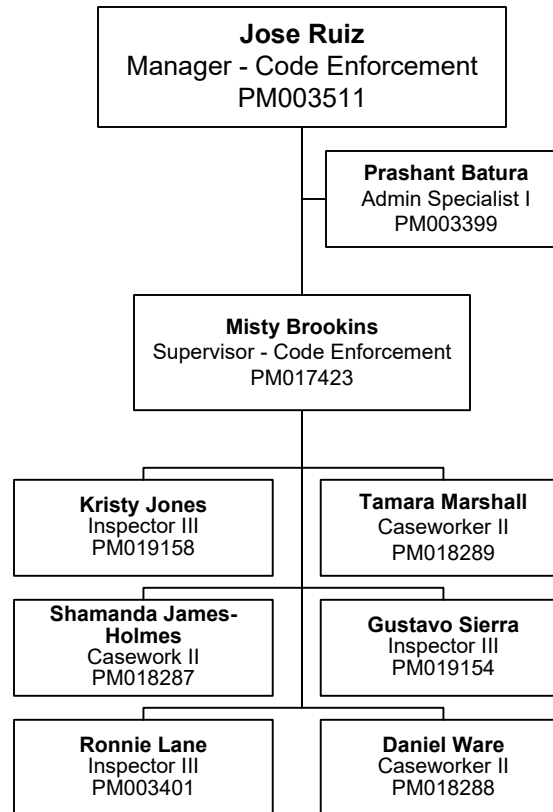 Jose Ruiz
Manager - Code Enforcement
PM003511
Prashant Batura
Admin Specialist I
PM003399
Misty Brookins
Supervisor - Code Enforcement
PM017423
Kristy Jones
Inspector III
PM019158
Tamara Marshall
Caseworker II
PM018289
Shamanda James-
Holmes
Casework II
PM018287
Gustavo Sierra
Inspector III
PM019154
Ronnie Lane
Inspector III
PM003401
Daniel Ware
Caseworker II
PM018288